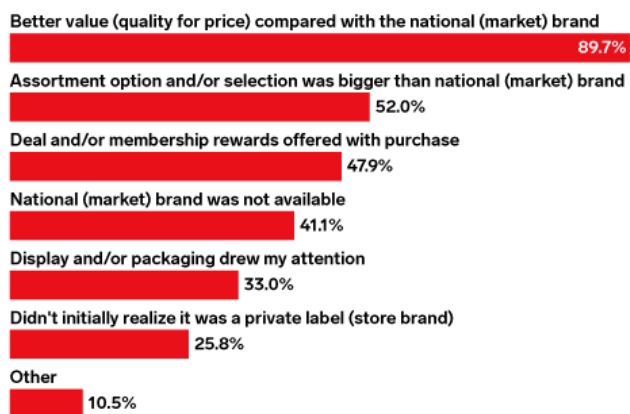 Better value (quality for price) compared with the national (market) brand
89.7%
Assortment option and/or selection was bigger than national (market) brand
52.0%
Deal and/or membership rewards offered with purchase
47.9%
National (market) brand was not available
41.1%
Display and/or packaging drew my attention
33.0%
Didn't initially realize it was a private label (store brand)
25.8%
Other
10.5%